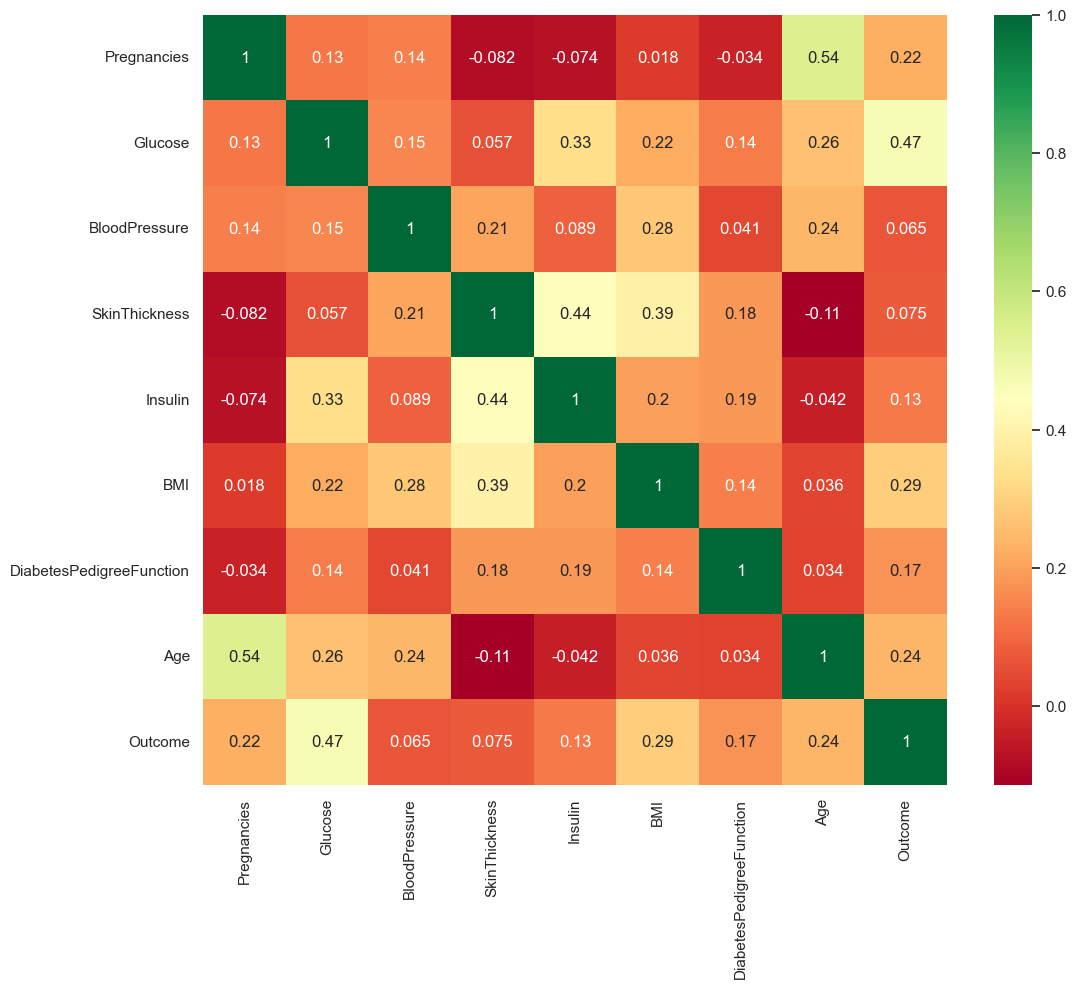 Pregnancies 1 0.13 0.14 -0.082 -0.074 0.018 -0.034 0.54 0.22
Glucose 0.13 1 0.15 0.057 0.33 0.22 0.14 0.26 0.47
BloodPressure 0.14 0.15 1 0.21 0.089 0.28 0.041 0.24 0.065
SkinThickness -0.082 0.057 0.21 1 0.44 0.39 0.18 -0.11 0.075
Insulin -0.074 0.33 0.089 0.44 1 0.2 0.19 -0.042 0.13
BMI 0.018 0.22 0.28 0.39 0.2 1 0.14 0.036 0.29
DiabetesPedigreeFunction -0.034 0.14 0.041 0.18 0.19 0.14 1 0.034 0.17
Age 0.54 0.26 0.24 -0.11 -0.042 0.036 0.034 1 0.24
Outcome 0.22 0.47 0.065 0.075 0.13 0.29 0.17 0.24 1
Pregnancies
Glucose
BloodPressure
SkinThickness
Insulin
BMI
DiabetesPedigreeFunction
Age
Outcome
1.0
0.8
0.6
0.4
0.2
0.0